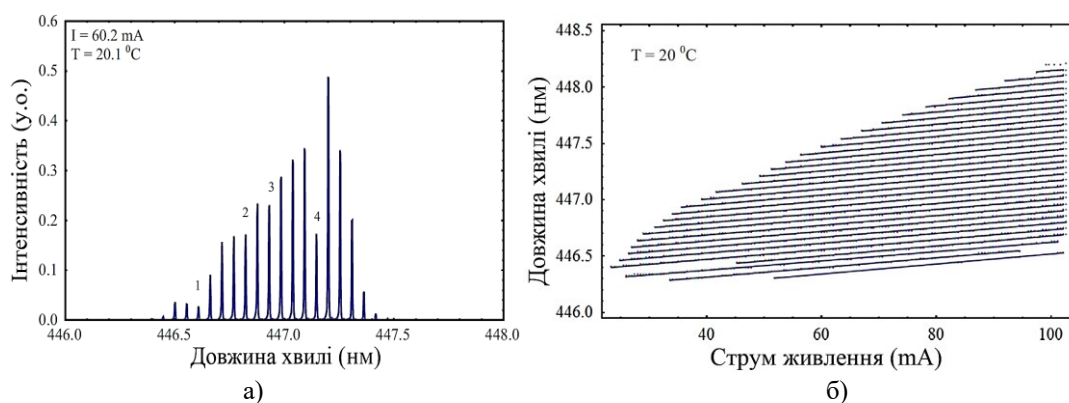 I = 60.2 mA
T = 20.1 ⁰C
Інтенсивність (у.о.)
0.6
0.5
0.4
0.3
0.2
0.1
0.0
1
2
3
4
446.0
446.5
447.0
447.5
448.0
Довжина хвилі (нм)
а)
T = 20 ⁰C
Довжина хвилі (нм)
448.5
448.0
447.5
447.0
446.5
446.0
40
60
80
100
Струм живлення (mA)
б)